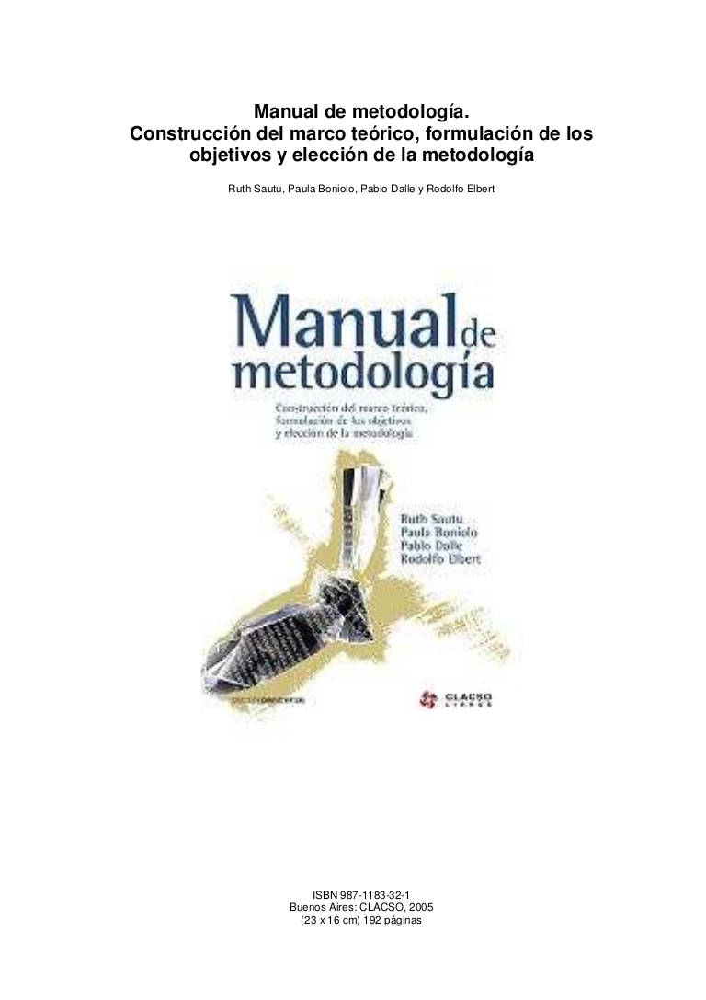 Manual de metodología.
Construcción del marco teórico, formulación de los
objetivos y elección de la metodología
Ruth Sautu, Paula Boniolo, Pablo Dalle y Rodolfo Elbert
Manual de
metodología
Construcción del marco teórico,
formulación de los objetivos
y elección de la metodología
Ruth Sautu
Paula Boniolo
Pablo Dalle
Rodolfo Elbert
CLACSO
LIBROS
ISBN 987-1183-32-1
Buenos Aires: CLACSO, 2005
(23 x 16 cm) 192 páginas